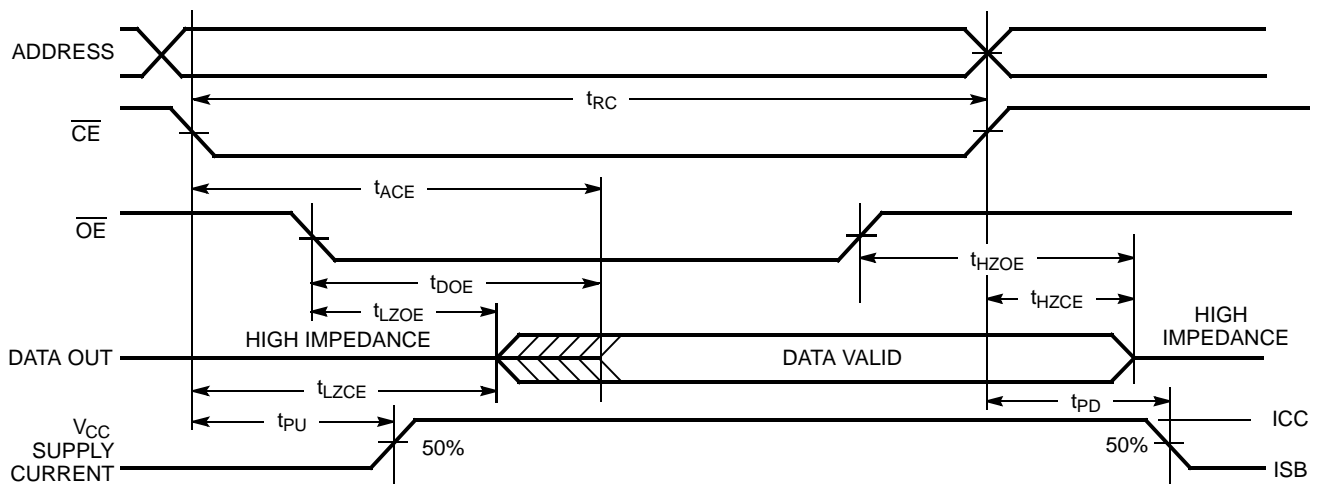 ADDRESS
tRC
CE
tACE
OE
tHZOE
tDOE
tHZCE
tLZOE
HIGH IMPEDANCE
HIGH
IMPEDANCE
DATA OUT
DATA VALID
tLZCE
tPU
tPD
VCC
SUPPLY
CURRENT
50%
50%
ICC
ISB